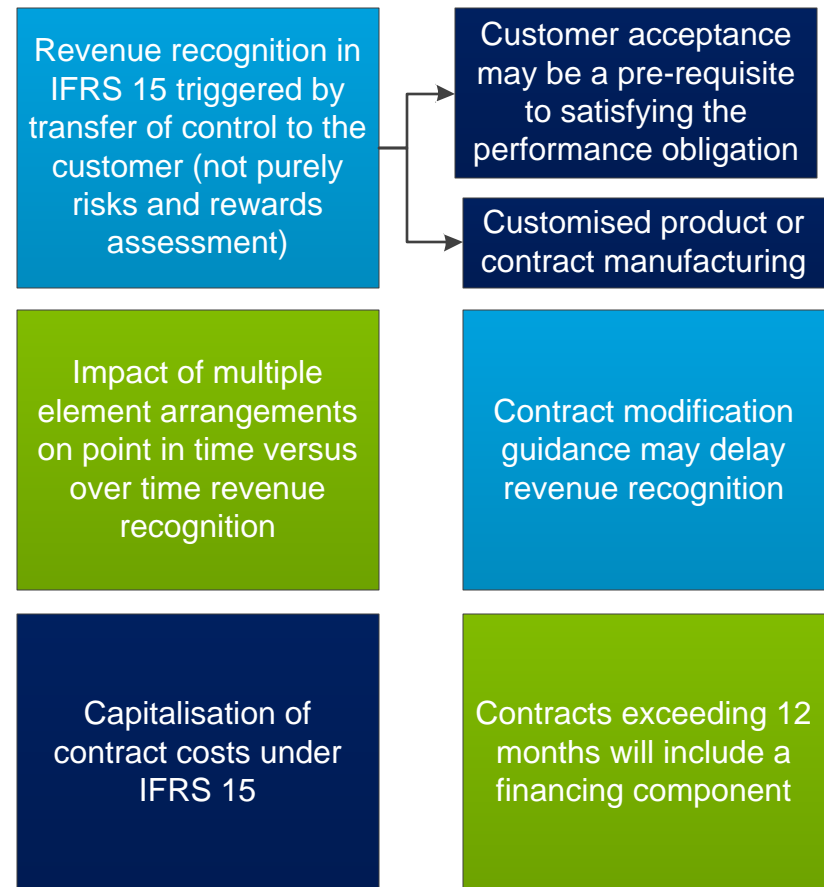 Revenue recognition in
IFRS 15 triggered by
transfer of control to the
customer (not purely
risks and rewards
assessment)
Customer acceptance
may be a pre-requisite
to satisfying the
performance obligation
Customised product or
contract manufacturing
Impact of multiple
element arrangements
on point in time versus
over time revenue
recognition
Contract modification
guidance may delay
revenue recognition
Capitalisation of
contract costs under
IFRS 15
Contracts exceeding 12
months will include a
financing component